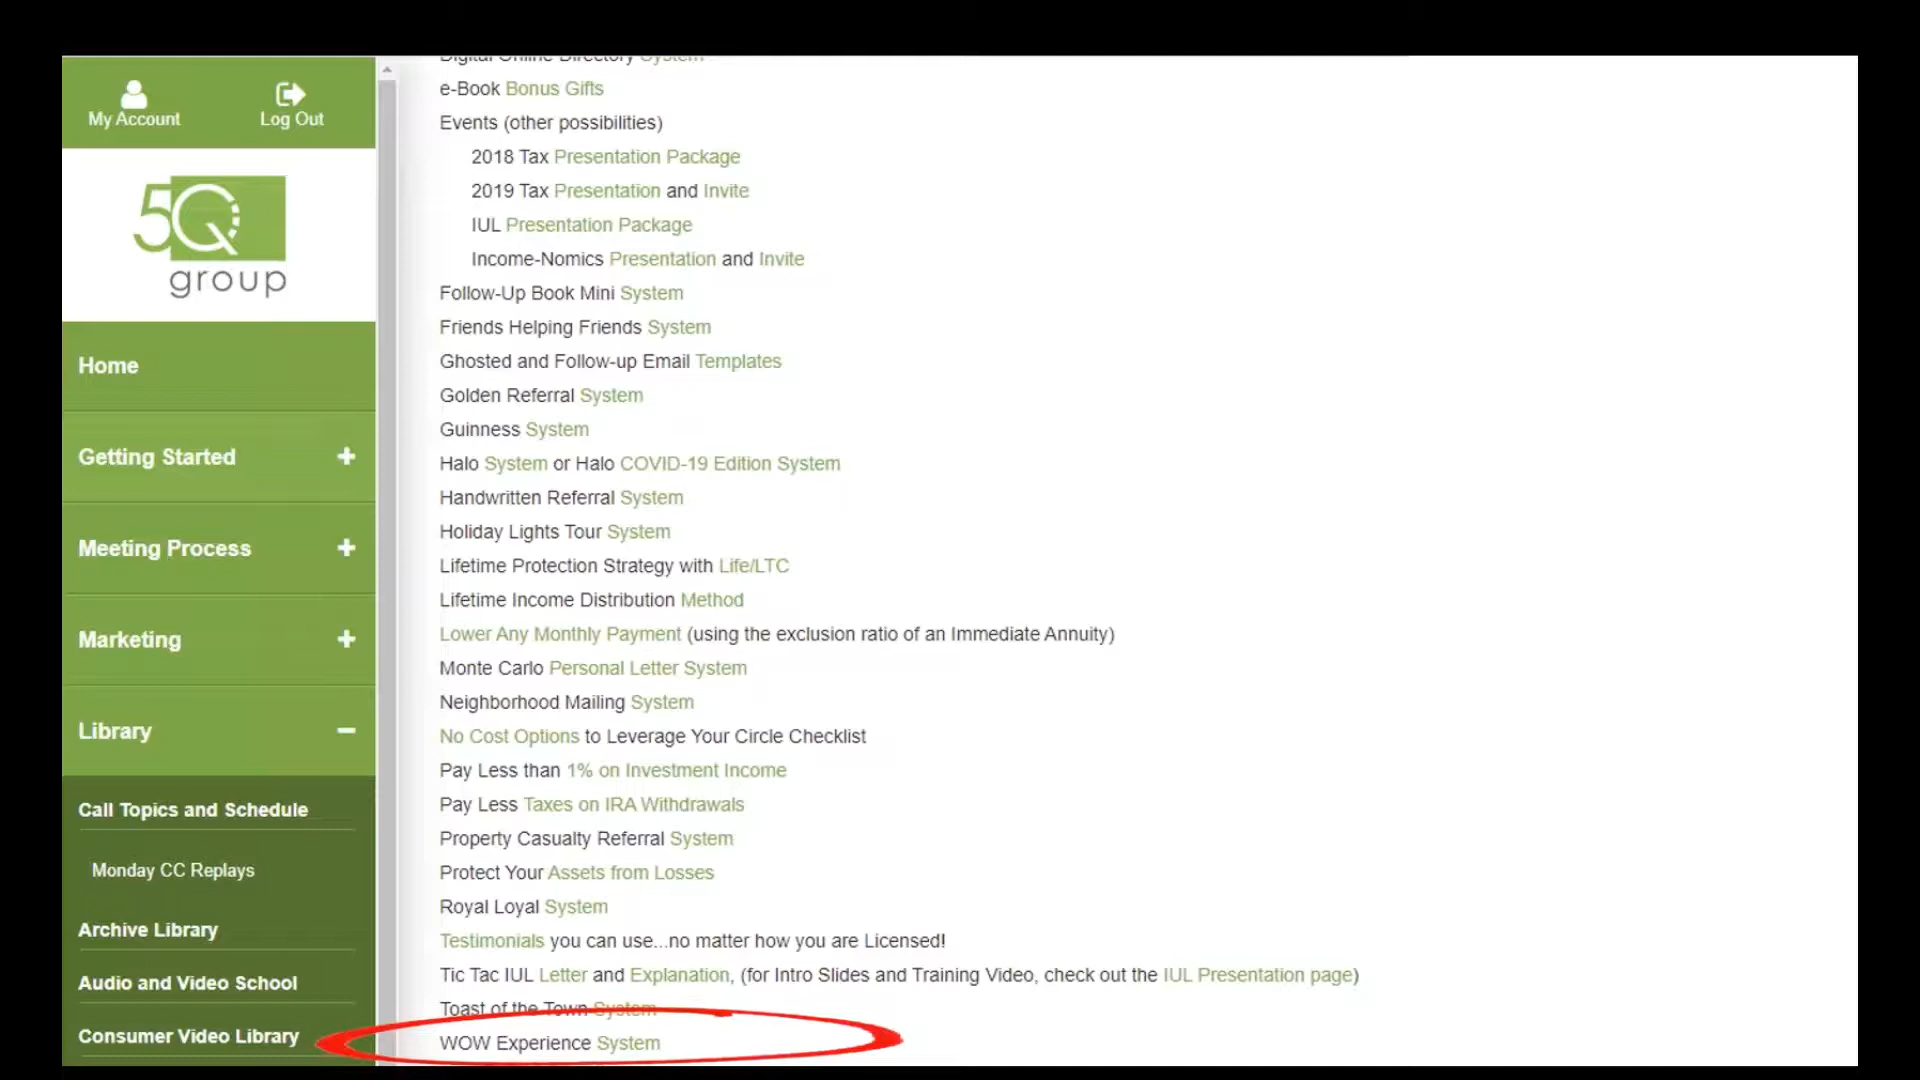 My Account
Log Out
5Q
group
Home
Getting Started +
Meeting Process +
Marketing +
Library −
Call Topics and Schedule
Monday CC Replays
Archive Library
Audio and Video School
Consumer Video Library
Digital Online Directory System
e-Book Bonus Gifts
Events (other possibilities)
2018 Tax Presentation Package
2019 Tax Presentation and Invite
IUL Presentation Package
Income-Nomics Presentation and Invite
Follow-Up Book Mini System
Friends Helping Friends System
Ghosted and Follow-up Email Templates
Golden Referral System
Guinness System
Halo System or Halo COVID-19 Edition System
Handwritten Referral System
Holiday Lights Tour System
Lifetime Protection Strategy with Life/LTC
Lifetime Income Distribution Method
Lower Any Monthly Payment (using the exclusion ratio of an Immediate Annuity)
Monte Carlo Personal Letter System
Neighborhood Mailing System
No Cost Options to Leverage Your Circle Checklist
Pay Less than 1% on Investment Income
Pay Less Taxes on IRA Withdrawals
Property Casualty Referral System
Protect Your Assets from Losses
Royal Loyal System
Testimonials you can use...no matter how you are Licensed!
Tic Tac IUL Letter and Explanation, (for Intro Slides and Training Video, check out the IUL Presentation page)
Toast of the Town System
WOW Experience System